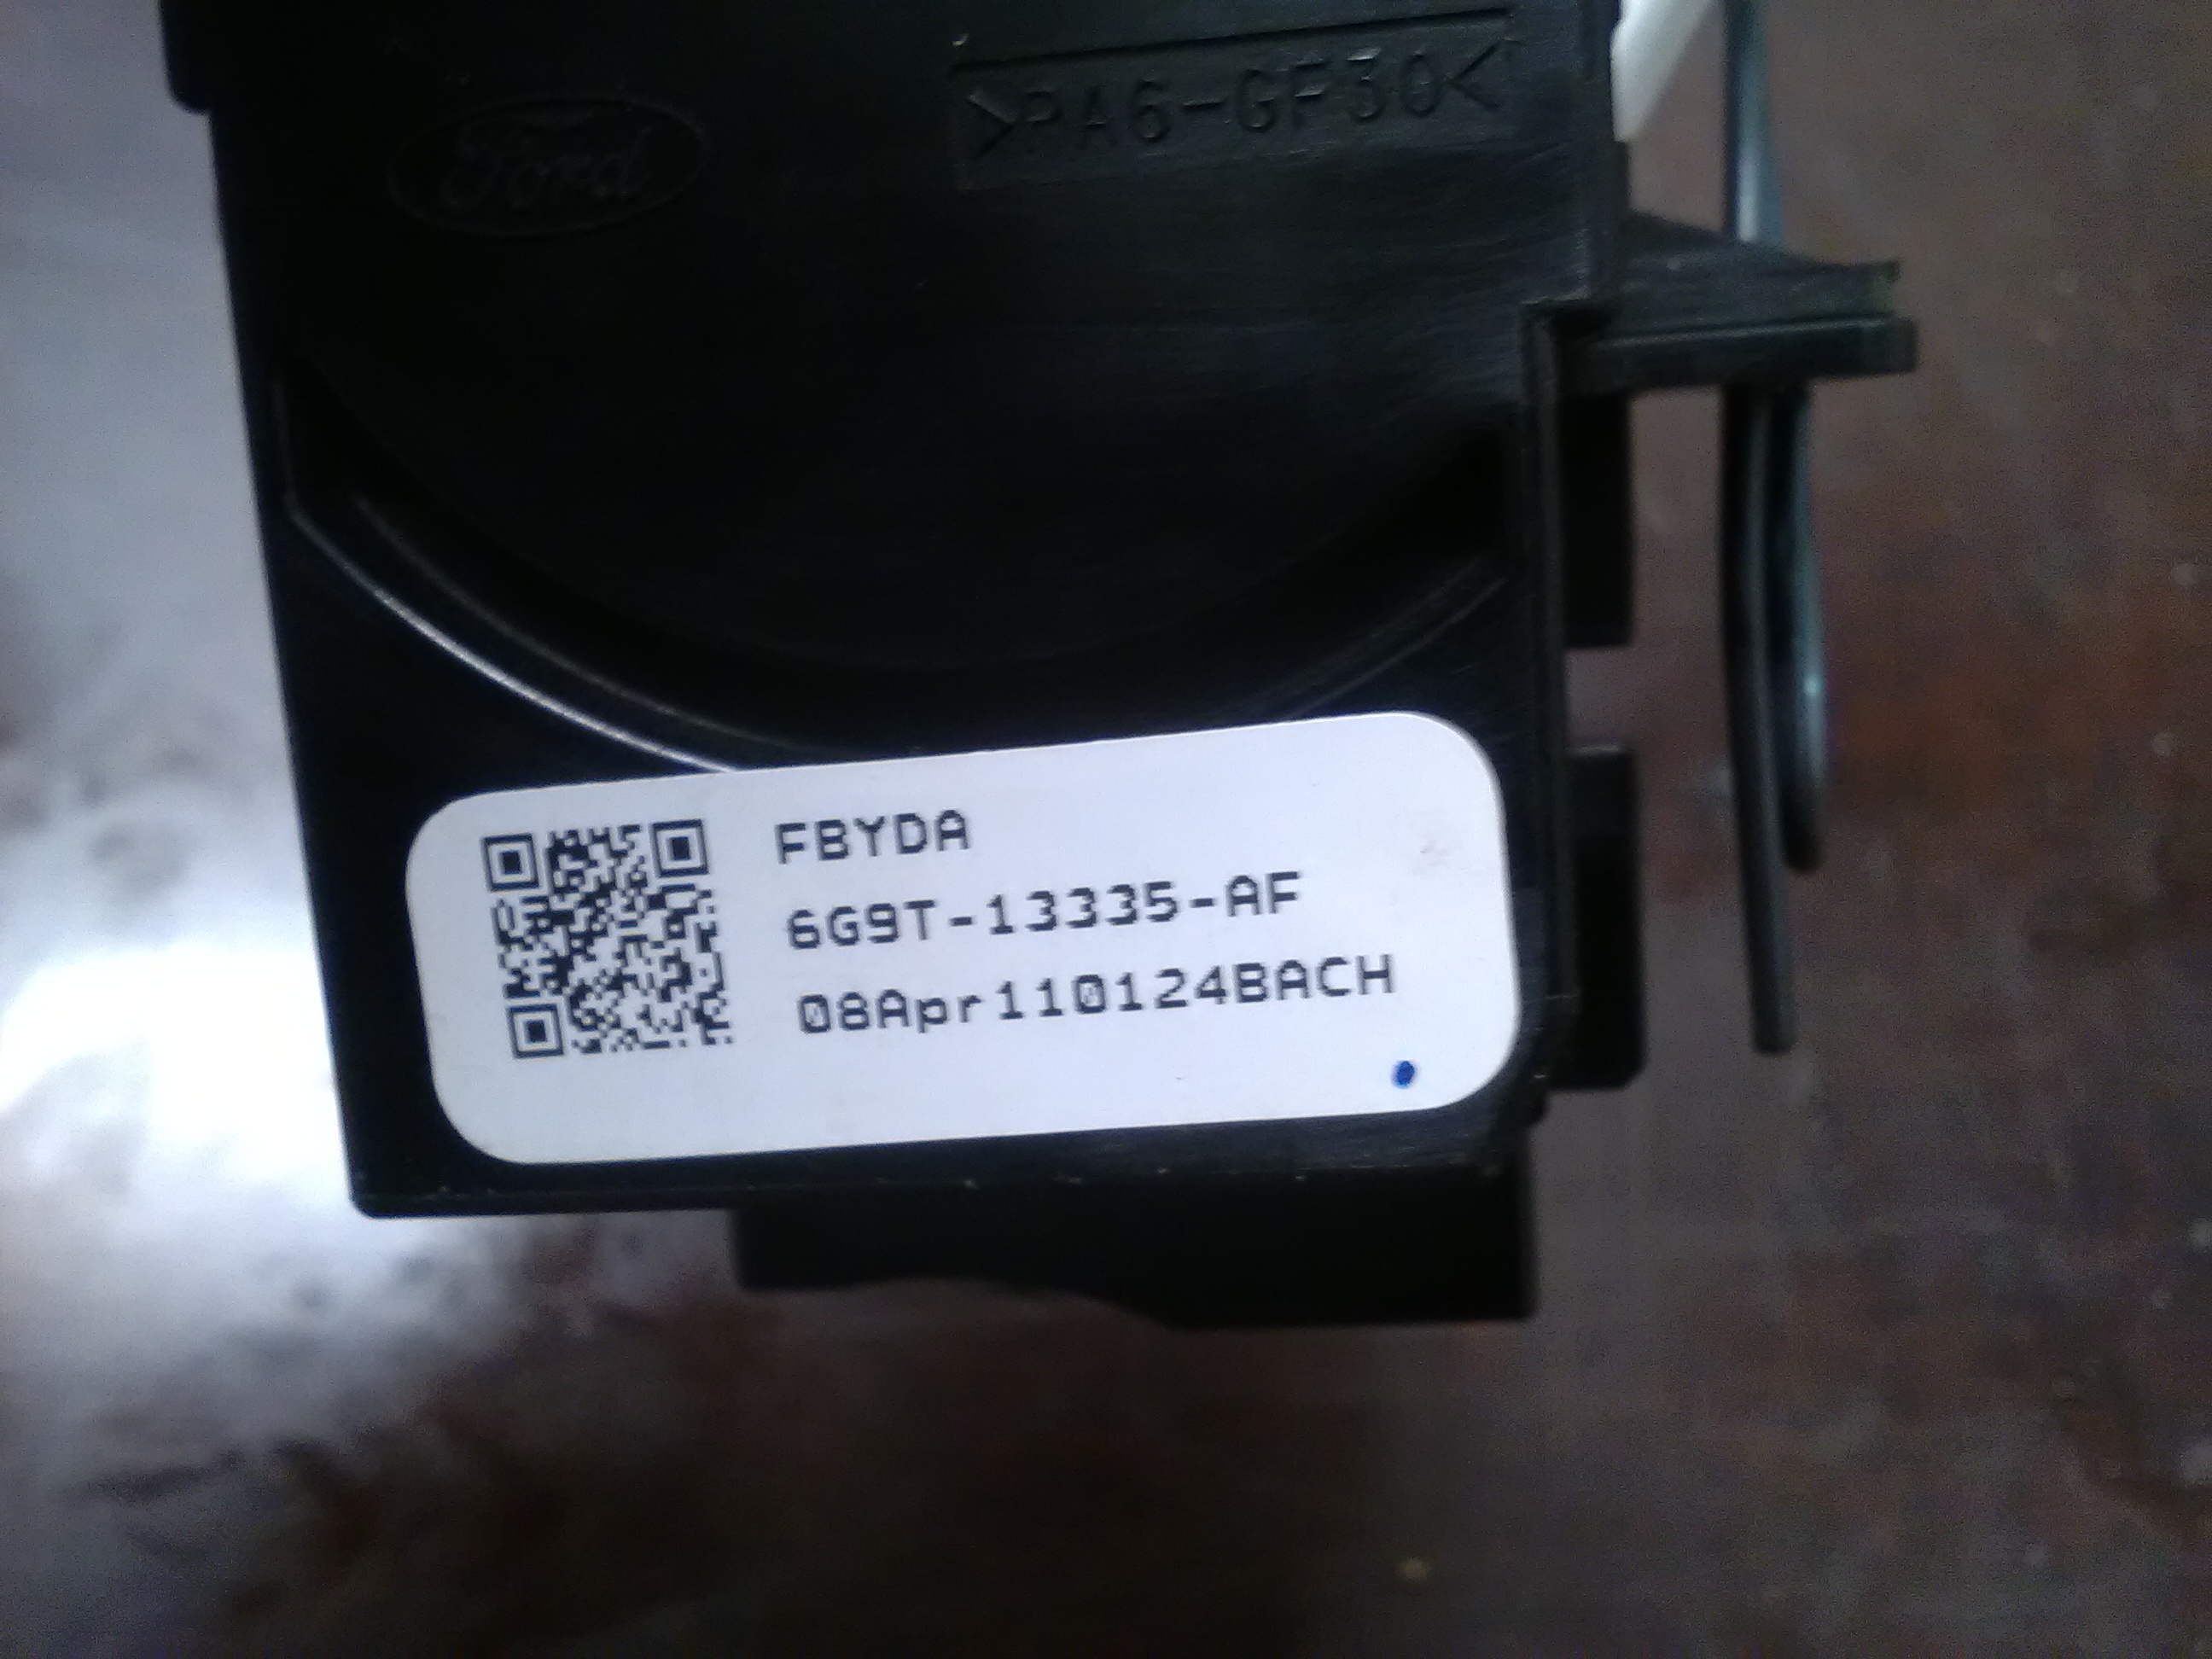 Ford
>PA6-GF30<
FBYDA
6G9T-13335-AF
08Apr110124BACH